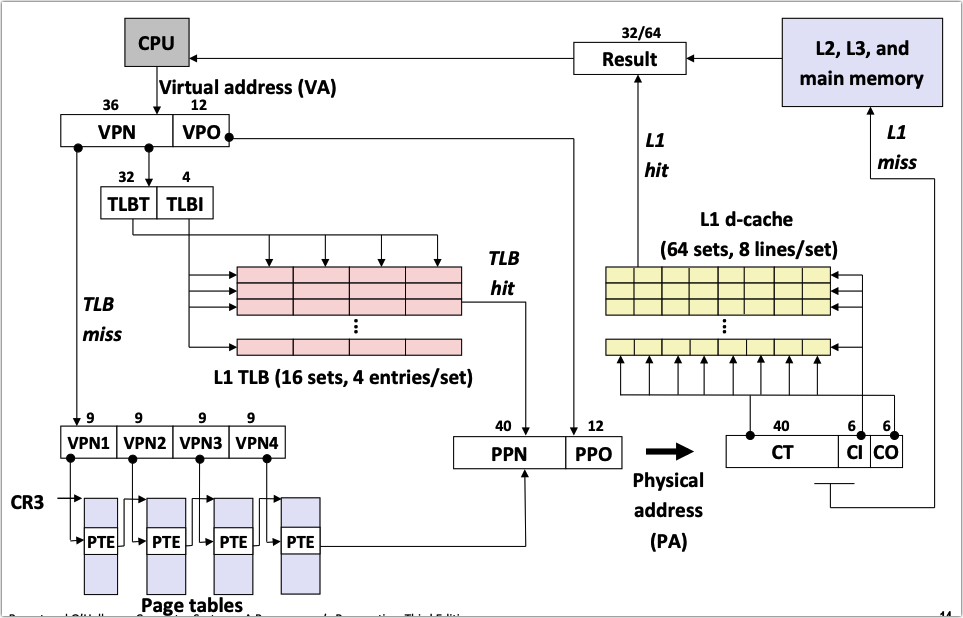 CPU
32/64
Result
L2, L3, and
main memory
Virtual address (VA)
36
12
VPN
VPO
L1
hit
L1
miss
32
4
TLBT
TLBI
L1 d-cache
(64 sets, 8 lines/set)
TLB
hit
TLB
miss
...
...
L1 TLB (16 sets, 4 entries/set)
9
9
9
9
VPN1
VPN2
VPN3
VPN4
40
12
PPN
PPO
40
6
6
CT
CI
CO
Physical
address
(PA)
CR3
PTE
PTE
PTE
PTE
Page tables
14